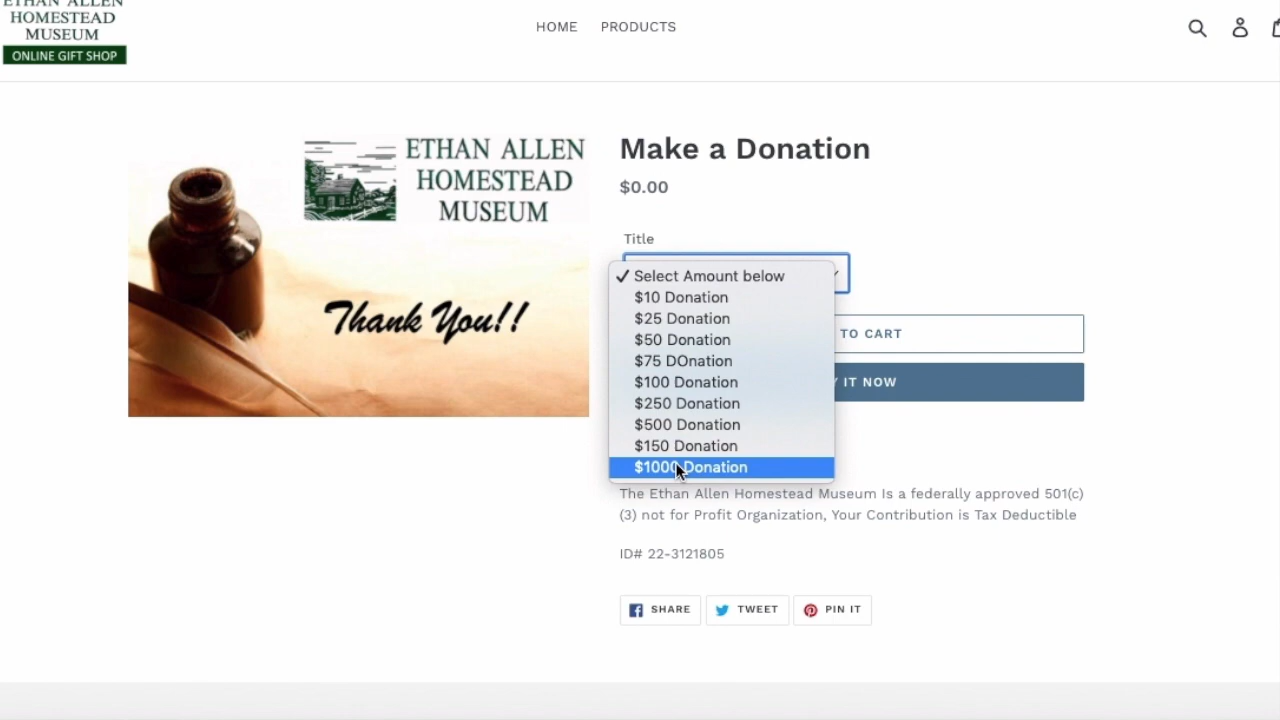 ETHAN ALLEN
HOMESTEAD
MUSEUM
ONLINE GIFT SHOP
HOME PRODUCTS
ETHAN ALLEN
HOMESTEAD
MUSEUM
Thank You!!
Make a Donation
$0.00
Title
✓ Select Amount below
$10 Donation
$25 Donation
$50 Donation
$75 DOnation
$100 Donation
$250 Donation
$500 Donation
$150 Donation
$1000 Donation
TO CART
IT NOW
The Ethan Allen Homestead Museum Is a federally approved 501(c)
(3) not for Profit Organization, Your Contribution is Tax Deductible
ID# 22-3121805
SHARE TWEET PIN IT